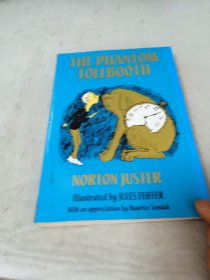 THE PHANTOM
TOLLBOOTH
NORTON JUSTER
Illustrated by JULES FEIFFER
With an appreciation by Maurice Sendak